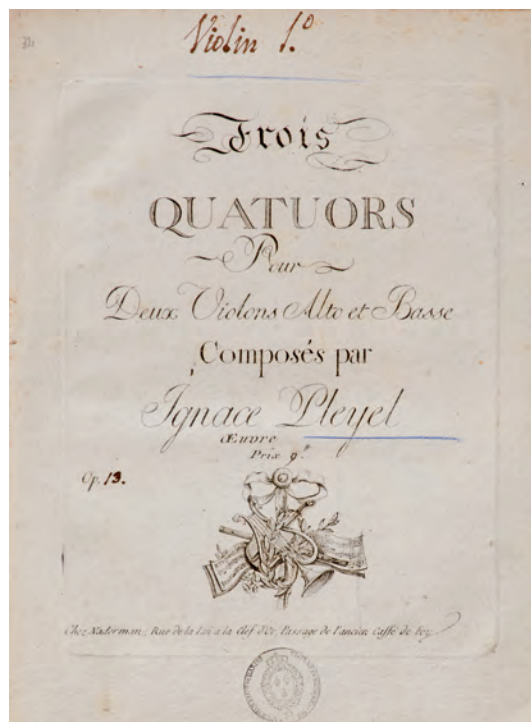 Violin 1.º
Trois
QUATUORS
Pour
Deux Violons Alto et Basse
Composés par
Ignace Pleyel
Œuvre
Prix 9.tt
Op. 13.
Chez Naderman, Rue de la Loi a la Clef d'Or, Passage de l'ancien Caffé de Foy